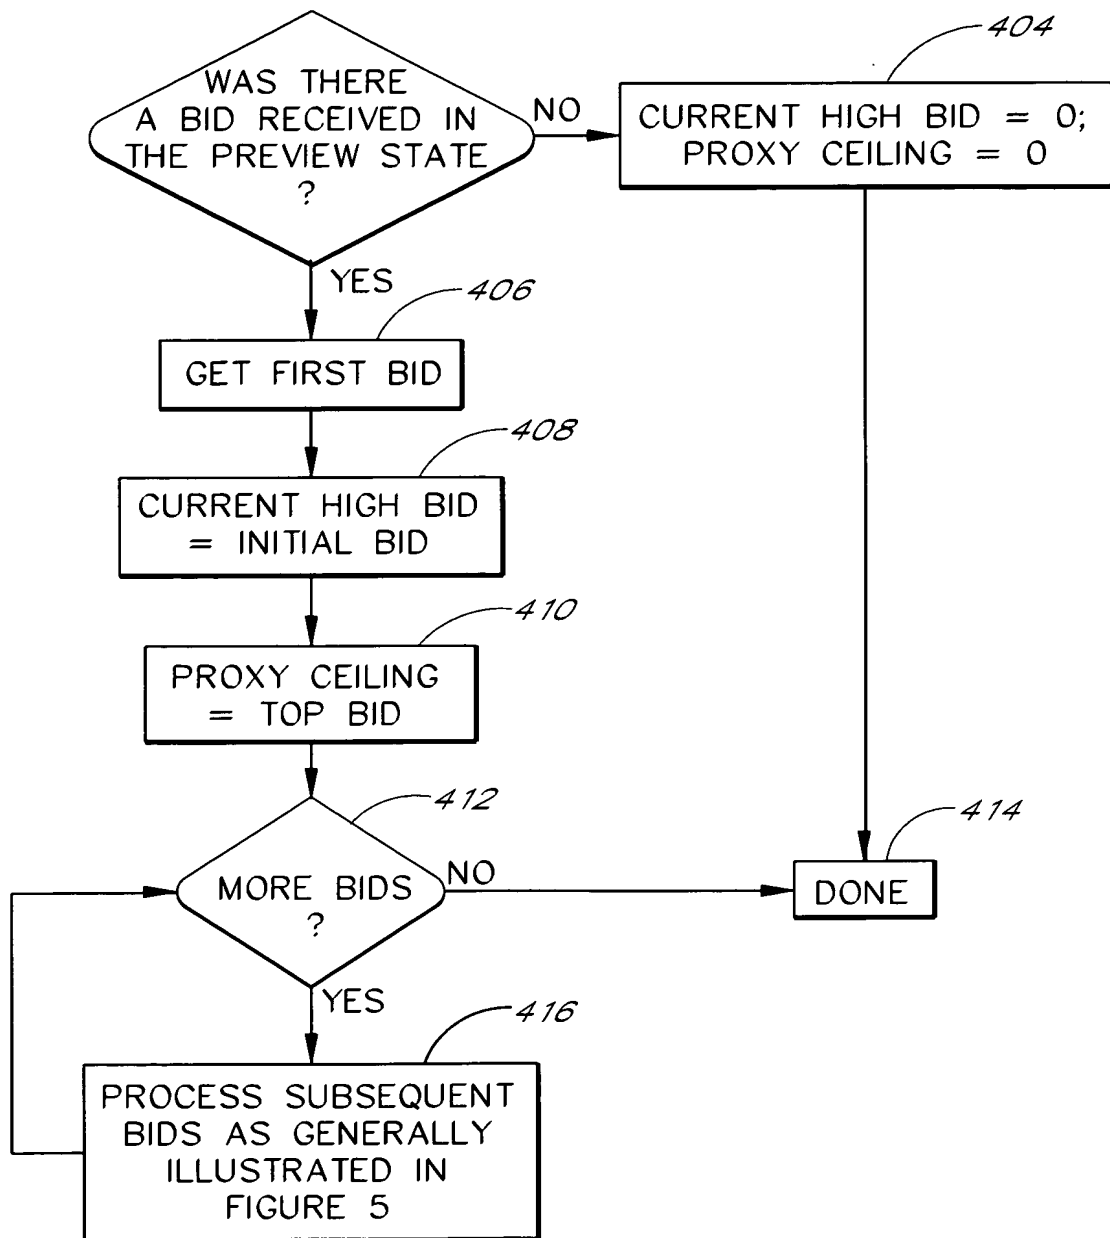 WAS THERE
A BID RECEIVED IN
THE PREVIEW STATE
?
NO
404
CURRENT HIGH BID = 0;
PROXY CEILING = 0
YES
406
GET FIRST BID
408
CURRENT HIGH BID
= INITIAL BID
410
PROXY CEILING
= TOP BID
412
MORE BIDS
?
NO
414
DONE
YES
416
PROCESS SUBSEQUENT
BIDS AS GENERALLY
ILLUSTRATED IN
FIGURE 5